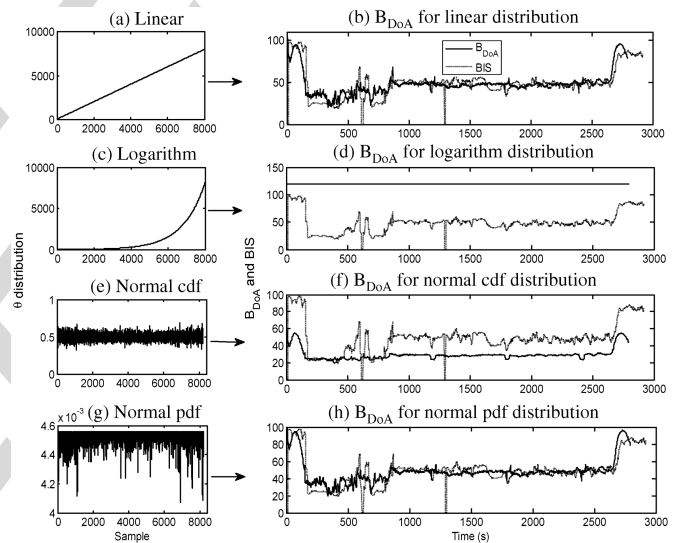 (a) Linear
10000
5000
0
0 2000 4000 6000 8000
(b) B_DoA for linear distribution
100
50
0
B_DoA
BIS
0 500 1000 1500 2000 2500 3000
(c) Logarithm
10000
5000
0
0 2000 4000 6000 8000
(d) B_DoA for logarithm distribution
150
100
50
0
0 500 1000 1500 2000 2500 3000
θ distribution
B_DoA and BIS
(e) Normal cdf
1
0.5
0
0 2000 4000 6000 8000
(f) B_DoA for normal cdf distribution
100
80
60
40
20
0
0 500 1000 1500 2000 2500 3000
(g) Normal pdf
x 10⁻³
4.6
4.4
4.2
4
0 2000 4000 6000 8000
Sample
(h) B_DoA for normal pdf distribution
100
80
60
40
20
0
0 500 1000 1500 2000 2500 3000
Time (s)